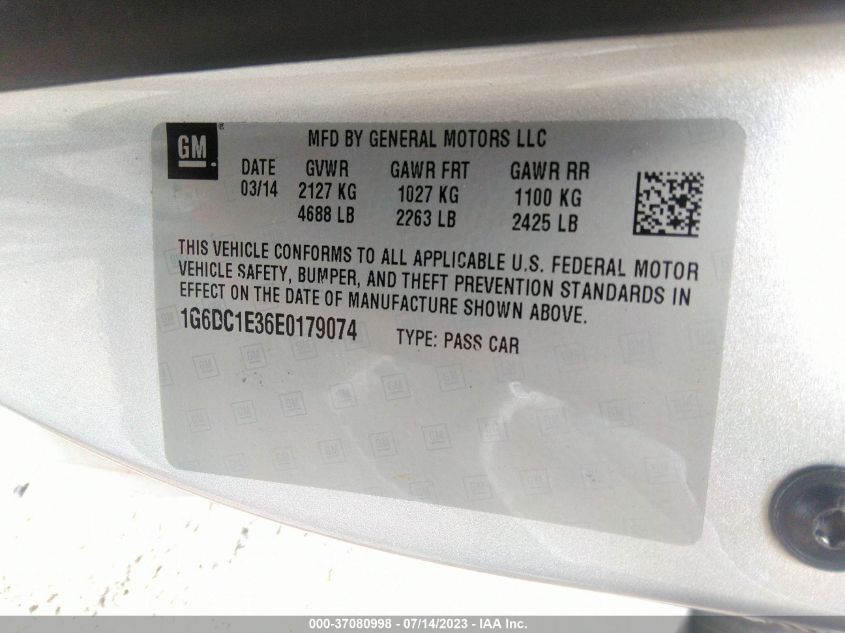 GM
MFD BY GENERAL MOTORS LLC
DATE GVWR GAWR FRT GAWR RR
03/14 2127 KG 1027 KG 1100 KG
4688 LB 2263 LB 2425 LB
THIS VEHICLE CONFORMS TO ALL APPLICABLE U.S. FEDERAL MOTOR
VEHICLE SAFETY, BUMPER, AND THEFT PREVENTION STANDARDS IN
EFFECT ON THE DATE OF MANUFACTURE SHOWN ABOVE.
1G6DC1E36E0179074 TYPE: PASS CAR
000-37080998 - 07/14/2023 - IAA Inc.